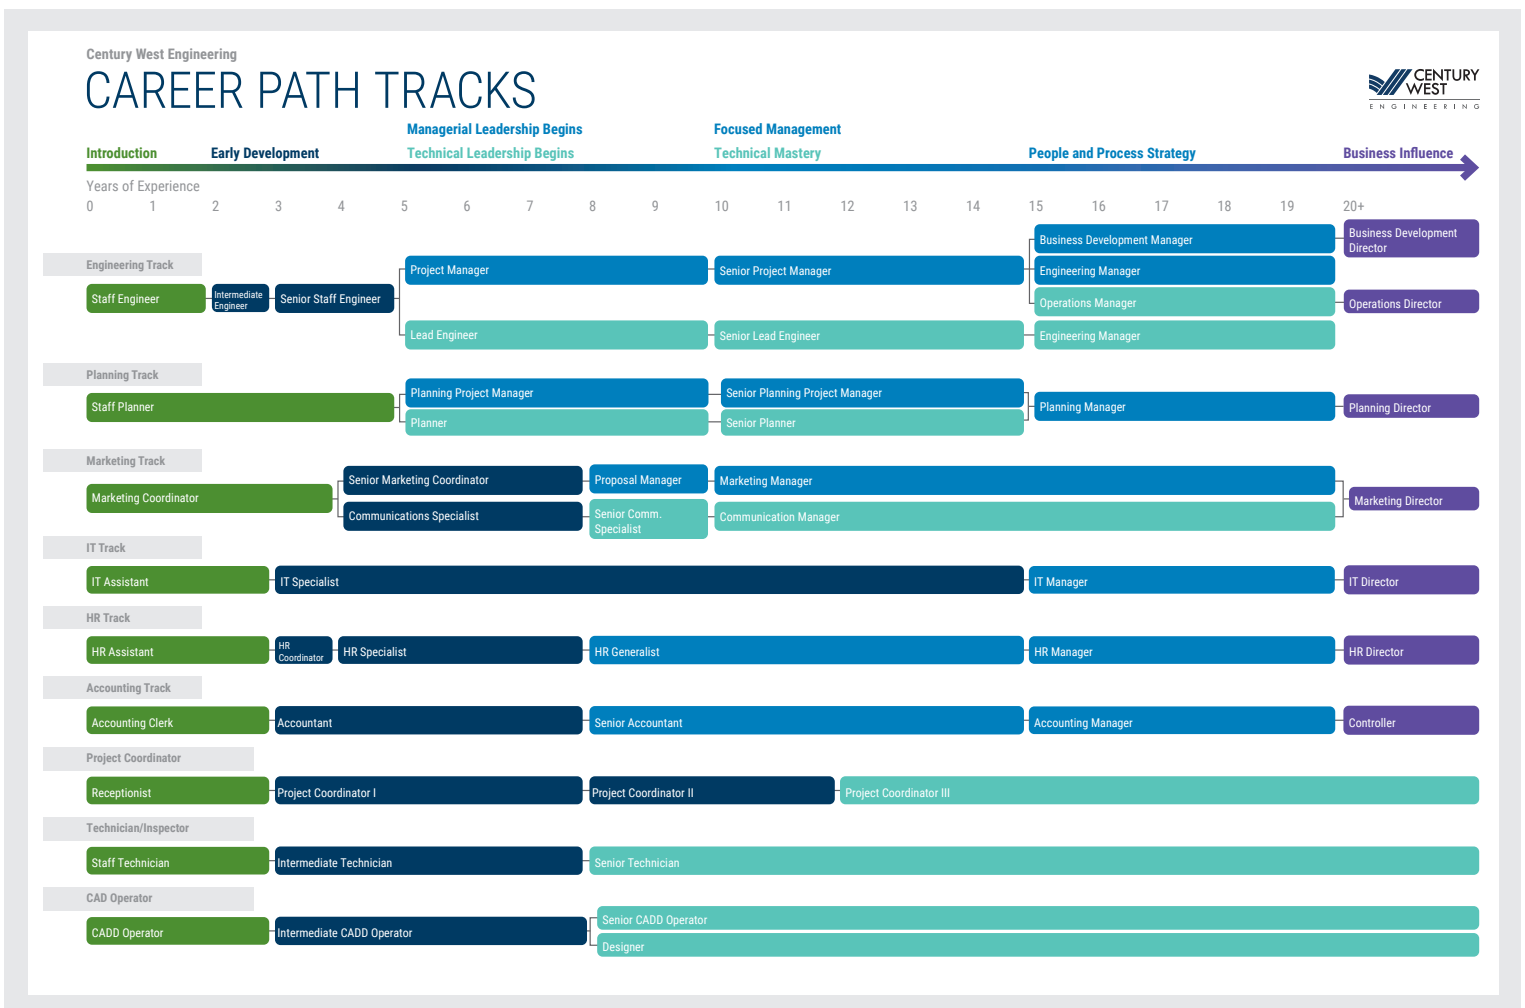 Century West Engineering
CAREER PATH TRACKS
CENTURY
WEST
ENGINEERING
Managerial Leadership Begins
Focused Management
Introduction
Early Development
Technical Leadership Begins
Technical Mastery
People and Process Strategy
Business Influence
Years of Experience
0 1 2 3 4 5 6 7 8 9 10 11 12 13 14 15 16 17 18 19 20+
Engineering Track
Staff Engineer
Intermediate
Engineer
Senior Staff Engineer
Project Manager
Senior Project Manager
Business Development Manager
Business Development
Director
Engineering Manager
Operations Manager
Operations Director
Lead Engineer
Senior Lead Engineer
Engineering Manager
Planning Track
Staff Planner
Planning Project Manager
Senior Planning Project Manager
Planner
Senior Planner
Planning Manager
Planning Director
Marketing Track
Marketing Coordinator
Senior Marketing Coordinator
Proposal Manager
Marketing Manager
Communications Specialist
Senior Comm.
Specialist
Communication Manager
Marketing Director
IT Track
IT Assistant
IT Specialist
IT Manager
IT Director
HR Track
HR Assistant
HR
Coordinator
HR Specialist
HR Generalist
HR Manager
HR Director
Accounting Track
Accounting Clerk
Accountant
Senior Accountant
Accounting Manager
Controller
Project Coordinator
Receptionist
Project Coordinator I
Project Coordinator II
Project Coordinator III
Technician/Inspector
Staff Technician
Intermediate Technician
Senior Technician
CAD Operator
CADD Operator
Intermediate CADD Operator
Senior CADD Operator
Designer